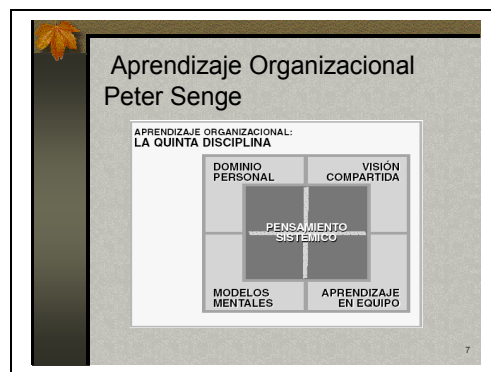 Aprendizaje Organizacional
Peter Senge
APRENDIZAJE ORGANIZACIONAL:
LA QUINTA DISCIPLINA
DOMINIO
PERSONAL
VISIÓN
COMPARTIDA
PENSAMIENTO
SISTÉMICO
MODELOS
MENTALES
APRENDIZAJE
EN EQUIPO
7